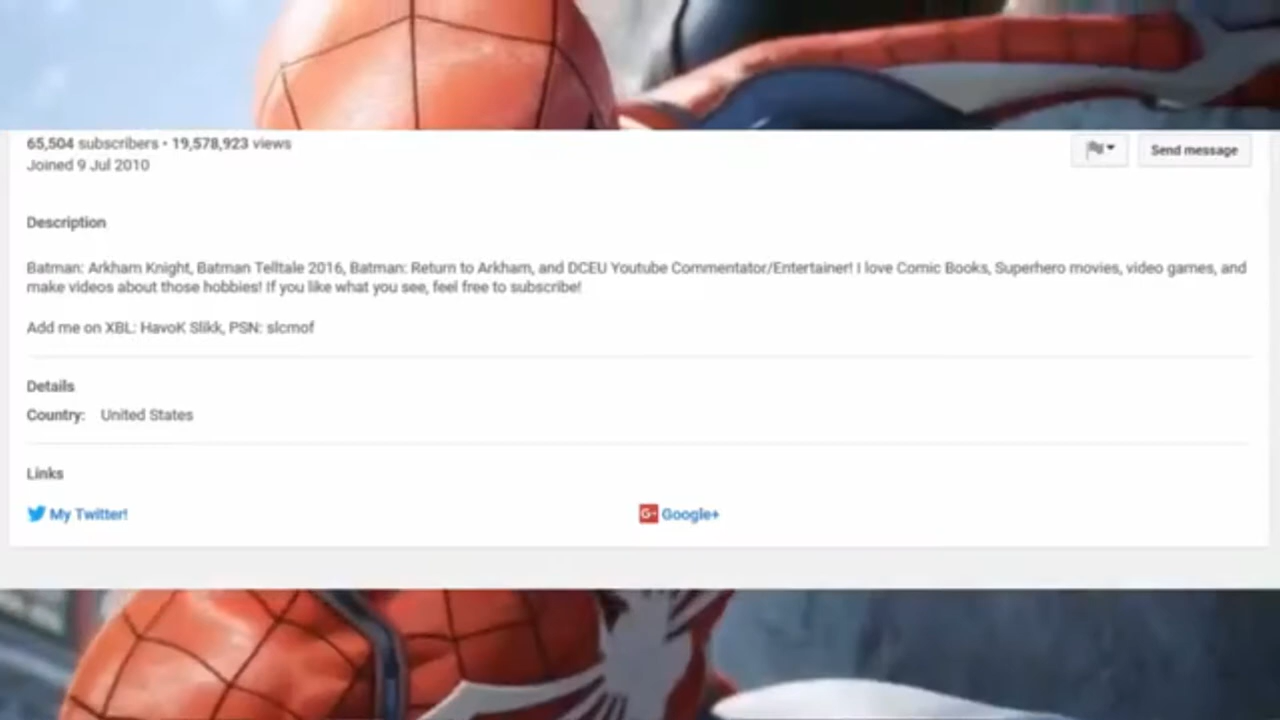 65,504 subscribers • 19,578,923 views
Send message
Joined 9 Jul 2010
Description
Batman: Arkham Knight, Batman Telltale 2016, Batman: Return to Arkham, and DCEU Youtube Commentator/Entertainer! I love Comic Books, Superhero movies, video games, and
make videos about those hobbies! If you like what you see, feel free to subscribe!
Add me on XBL: HavoK Slikk, PSN: slcmof
Details
Country: United States
Links
My Twitter!
G+ Google+